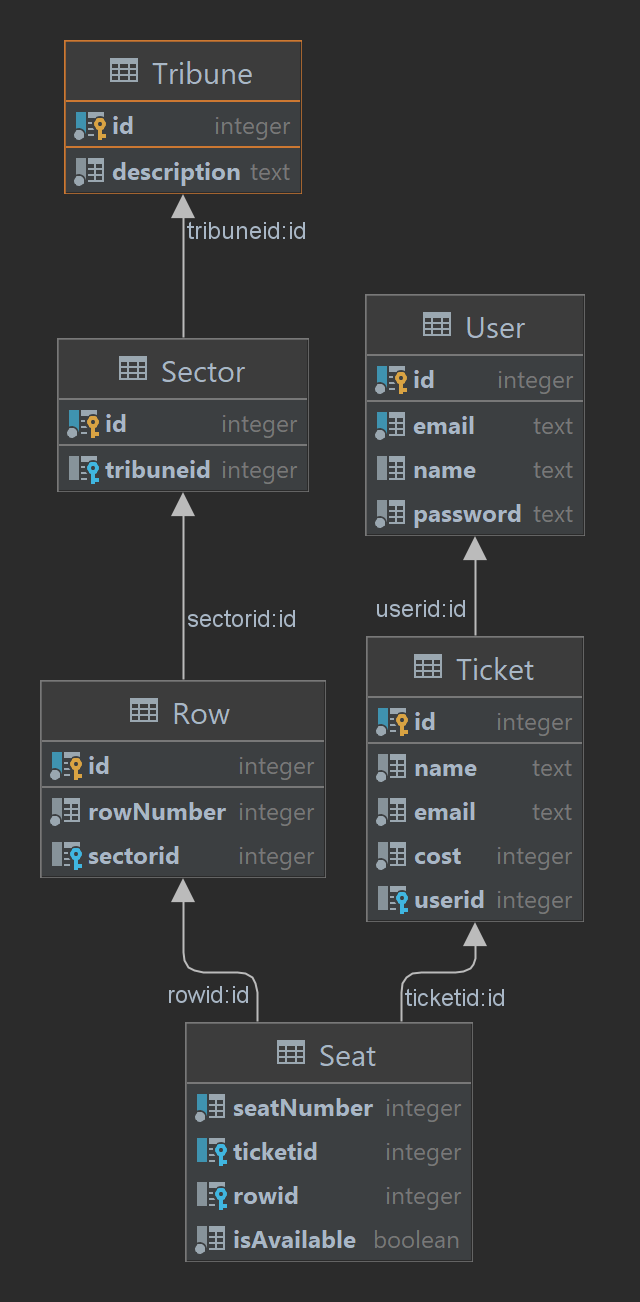 Tribune
id integer
description text
tribuneid:id
Sector
id integer
tribuneid integer
sectorid:id
Row
id integer
rowNumber integer
sectorid integer
rowid:id
User
id integer
email text
name text
password text
userid:id
Ticket
id integer
name text
email text
cost integer
userid integer
ticketid:id
Seat
seatNumber integer
ticketid integer
rowid integer
isAvailable boolean